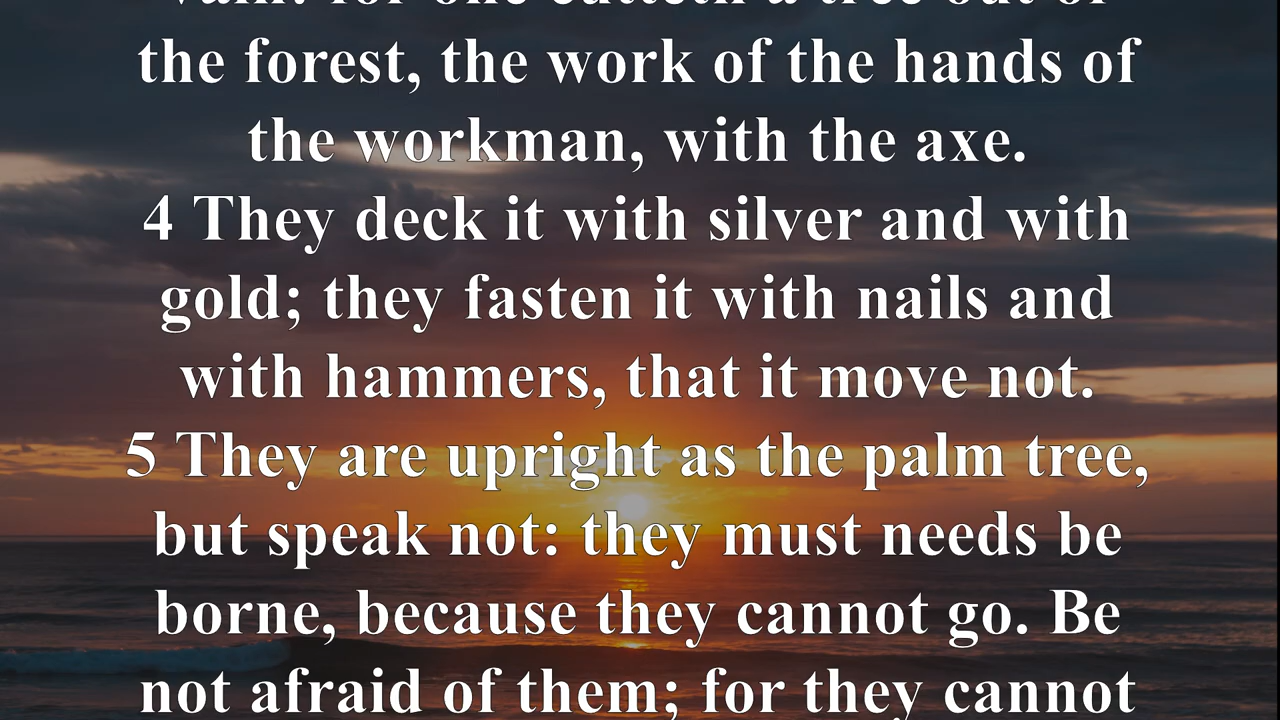 the forest, the work of the hands of
the workman, with the axe.
4 They deck it with silver and with
gold; they fasten it with nails and
with hammers, that it move not.
5 They are upright as the palm tree,
but speak not: they must needs be
borne, because they cannot go. Be
not afraid of them; for they cannot